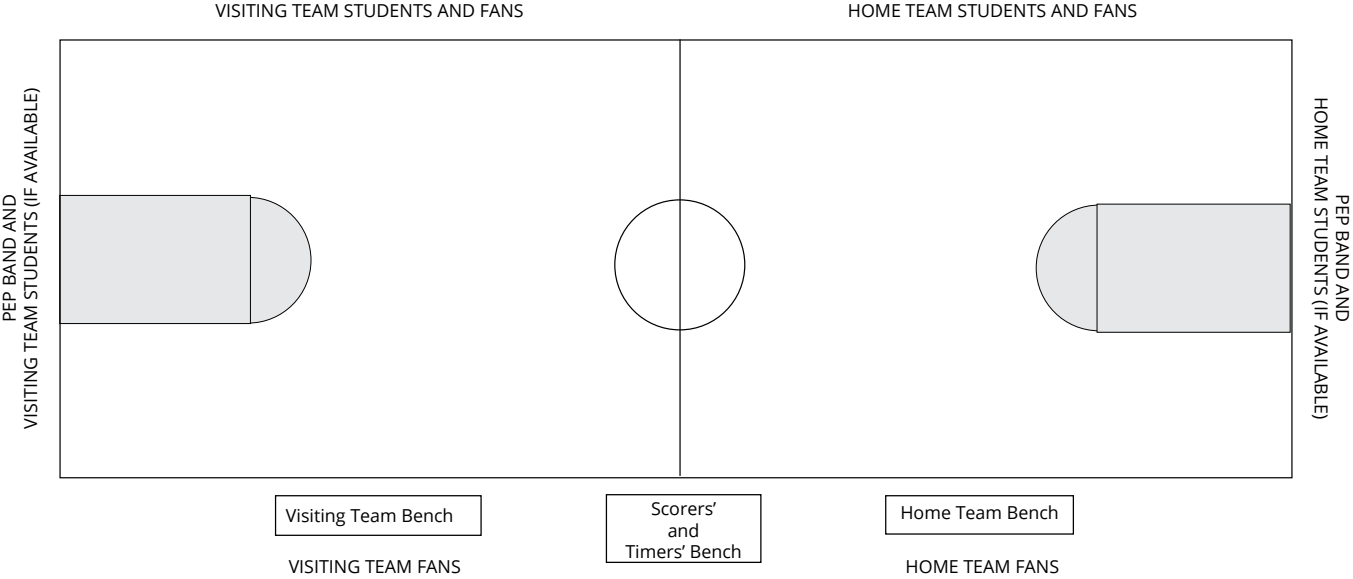 VISITING TEAM STUDENTS AND FANS
HOME TEAM STUDENTS AND FANS
PEP BAND AND
VISITING TEAM STUDENTS (IF AVAILABLE)
PEP BAND AND
HOME TEAM STUDENTS (IF AVAILABLE)
Visiting Team Bench
Scorers’
and
Timers’ Bench
Home Team Bench
VISITING TEAM FANS
HOME TEAM FANS